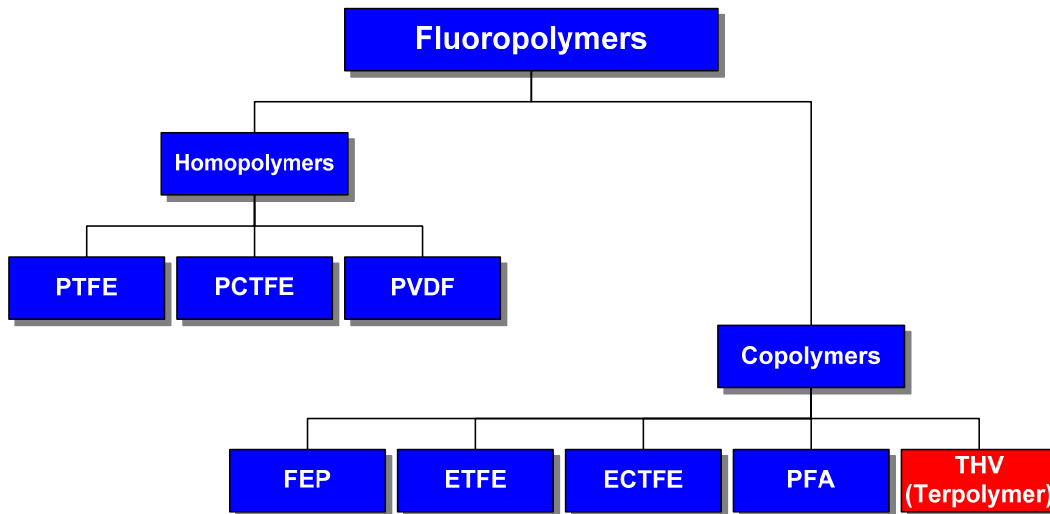 Fluoropolymers
Homopolymers
PTFE
PCTFE
PVDF
Copolymers
FEP
ETFE
ECTFE
PFA
THV
(Terpolymer)